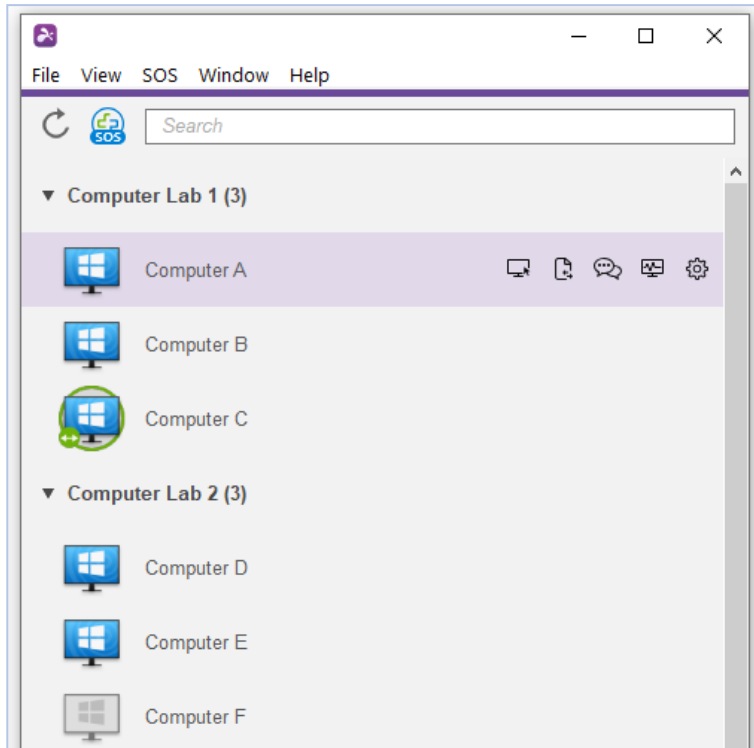 File View SOS Window Help
SOS Search
Computer Lab 1 (3)
Computer A
Computer B
Computer C
Computer Lab 2 (3)
Computer D
Computer E
Computer F